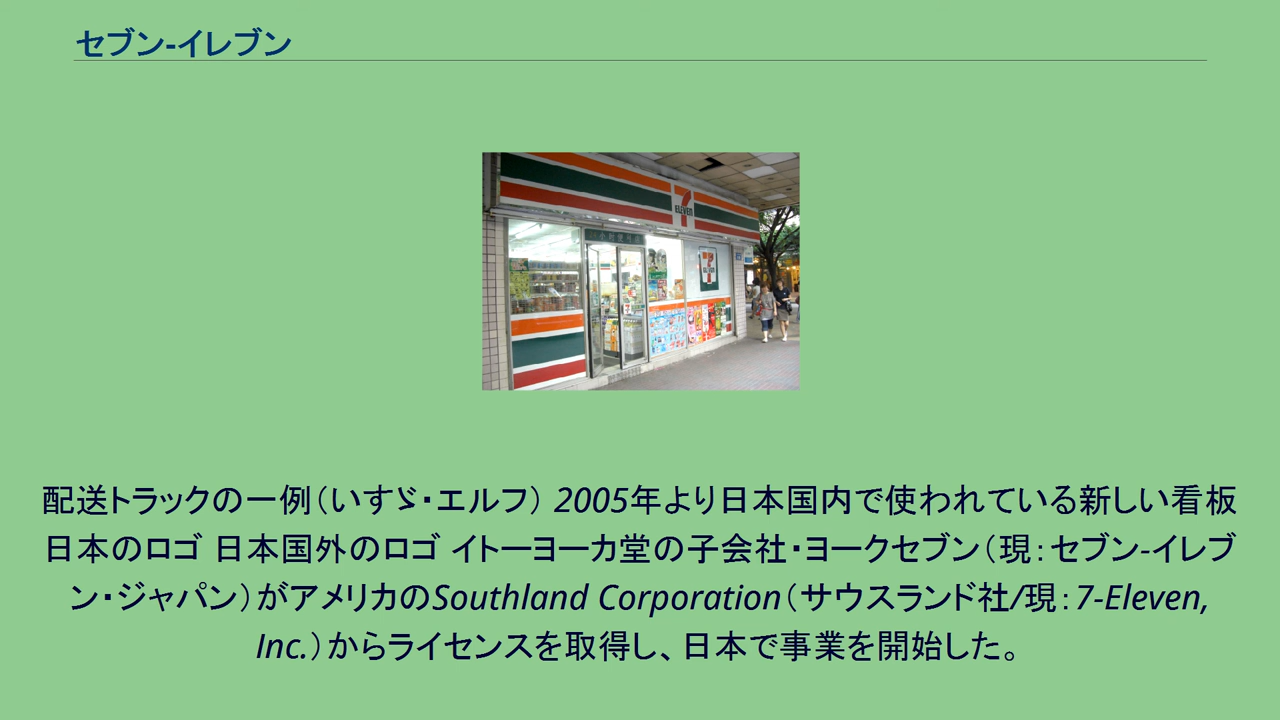 セブン-イレブン
7
ELEVEN
配送トラックの一例（いすゞ・エルフ） 2005年より日本国内で使われている新しい看板
日本のロゴ 日本国外のロゴ イトーヨーカ堂の子会社・ヨークセブン（現：セブン-イレブ
ン・ジャパン）がアメリカのSouthland Corporation（サウスランド社/現：7-Eleven,
Inc.）からライセンスを取得し、日本で事業を開始した。